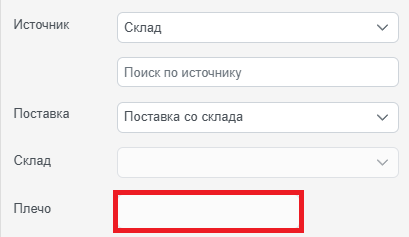 Источник Склад
Поиск по источнику
Поставка Поставка со склада
Склад
Плечо